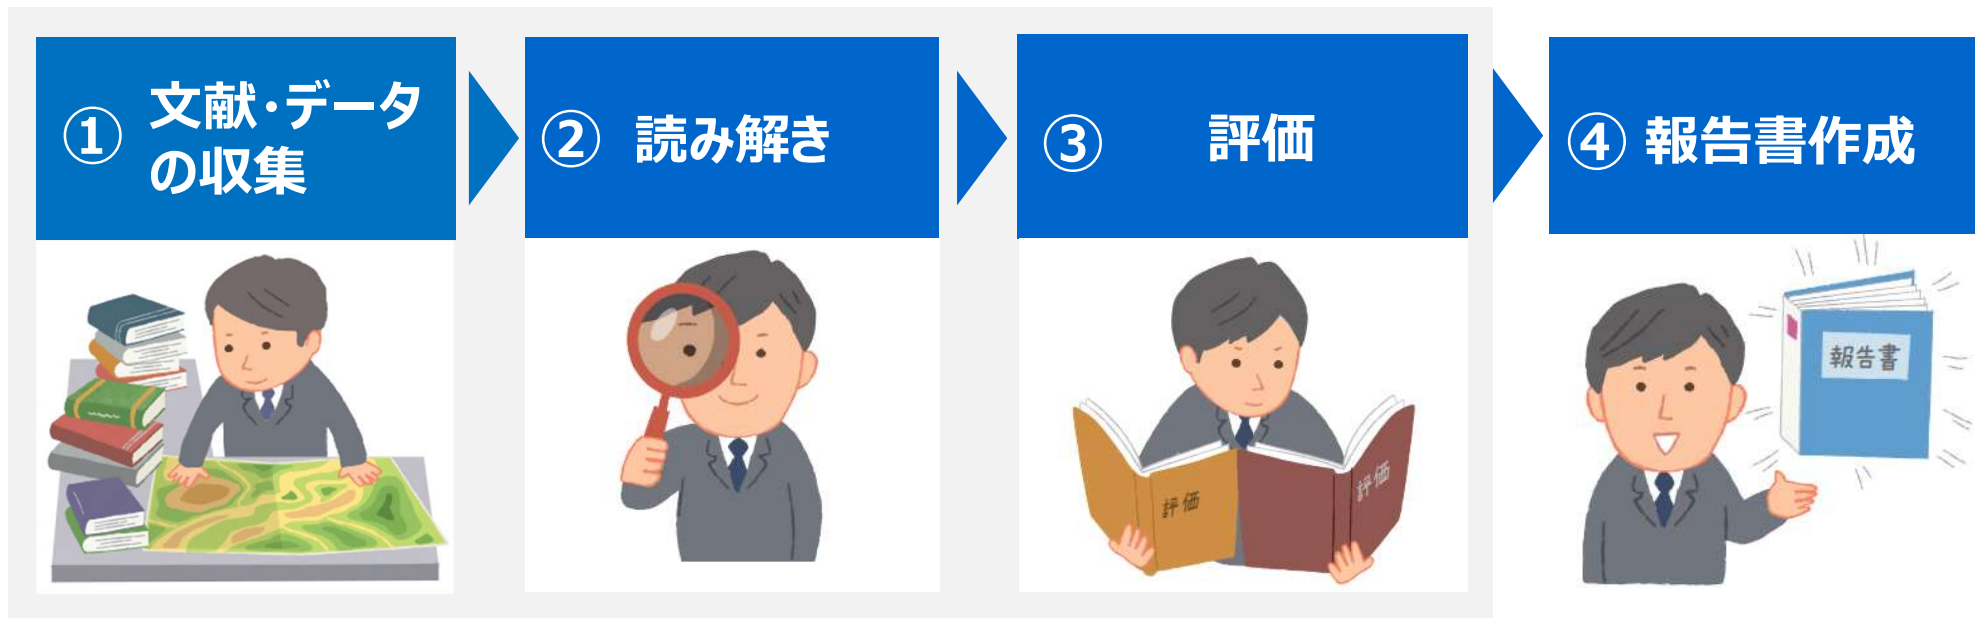 ① 文献・データ
の収集
② 読み解き
③ 評価
④ 報告書作成
評価
評価
報告書